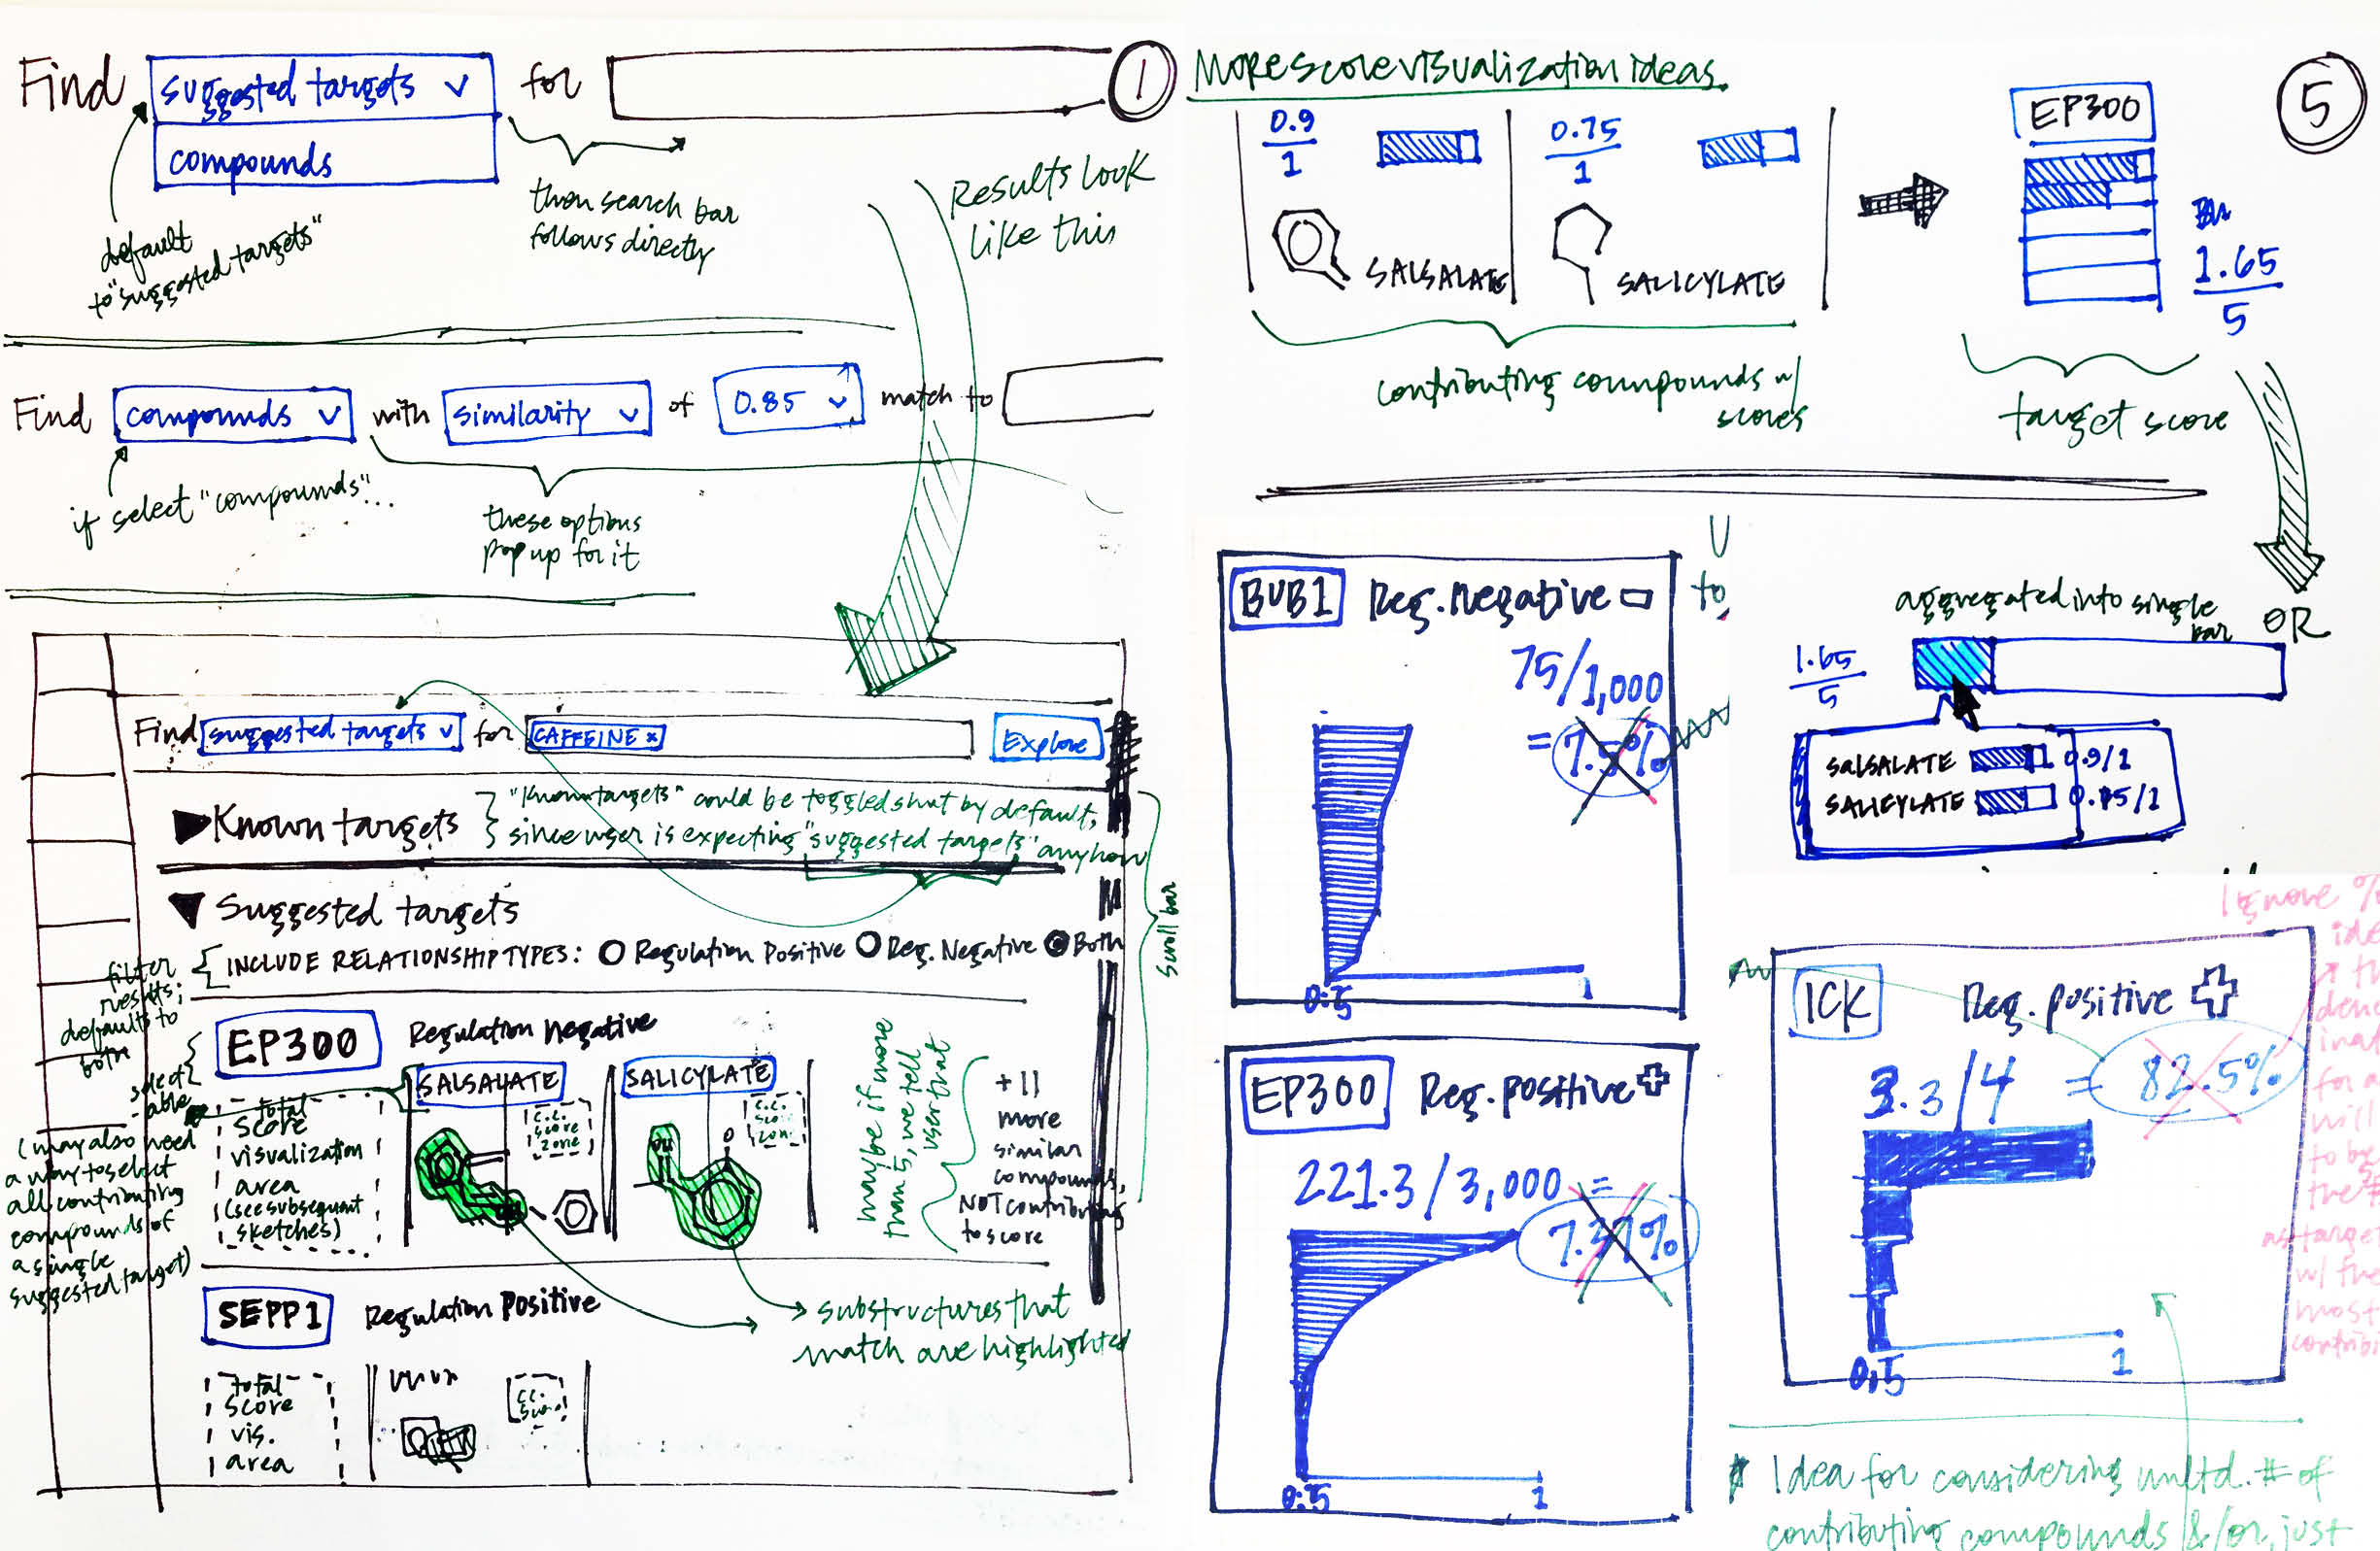 Find suggested targets for
compounds
1
default
to "suggested targets"
then search bar
follows directly
Results look
like this
Find compounds with similarity of 0.85 match to
if select "compounds"...
these options
pop up for it
Find suggested targets for CAFFEINE x Explore
Known targets
"Known targets" could be toggled shut by default,
since user is expecting "suggested targets" anyhow
Suggested targets
INCLUDE RELATIONSHIP TYPES: Regulation Positive Reg. Negative Both
filter
results;
defaults to
both
scroll bar
EP300 Regulation negative
select
-able
(may also need
a way to select
all contributing
compounds of
a single
suggested target)
total
score
visualization
area
(see subsequent
sketches)
SALSALATE
c.c.
score
zone
SALICYLATE
c.c.
score
zone
maybe if more
than 5, we tell
user that
+11
more
similar
compounds,
NOT contributing
to score
SEPP1 Regulation Positive
substructures that
match are highlighted
total
score
vis.
area
More score visualization ideas.
5
0.9
1
SALSALATE
0.75
1
SALICYLATE
EP300
1.65
5
contributing compounds w/
scores
target score
OR
aggregated into single
bar
1.65
5
SALSALATE 0.9/1
SALICYLATE 0.75/1
BUB1 Reg. negative
75/1,000
= 7.5%
0.5 1
to
EP300 Reg. positive
221.3/3,000 =
7.37%
0.5 1
ICK Reg. positive
3.3/4 = 82.5%
0.5 1
Ignore %
as target
w/ the
most
Idea for considering unltd. # of
contributing compounds &/or, just